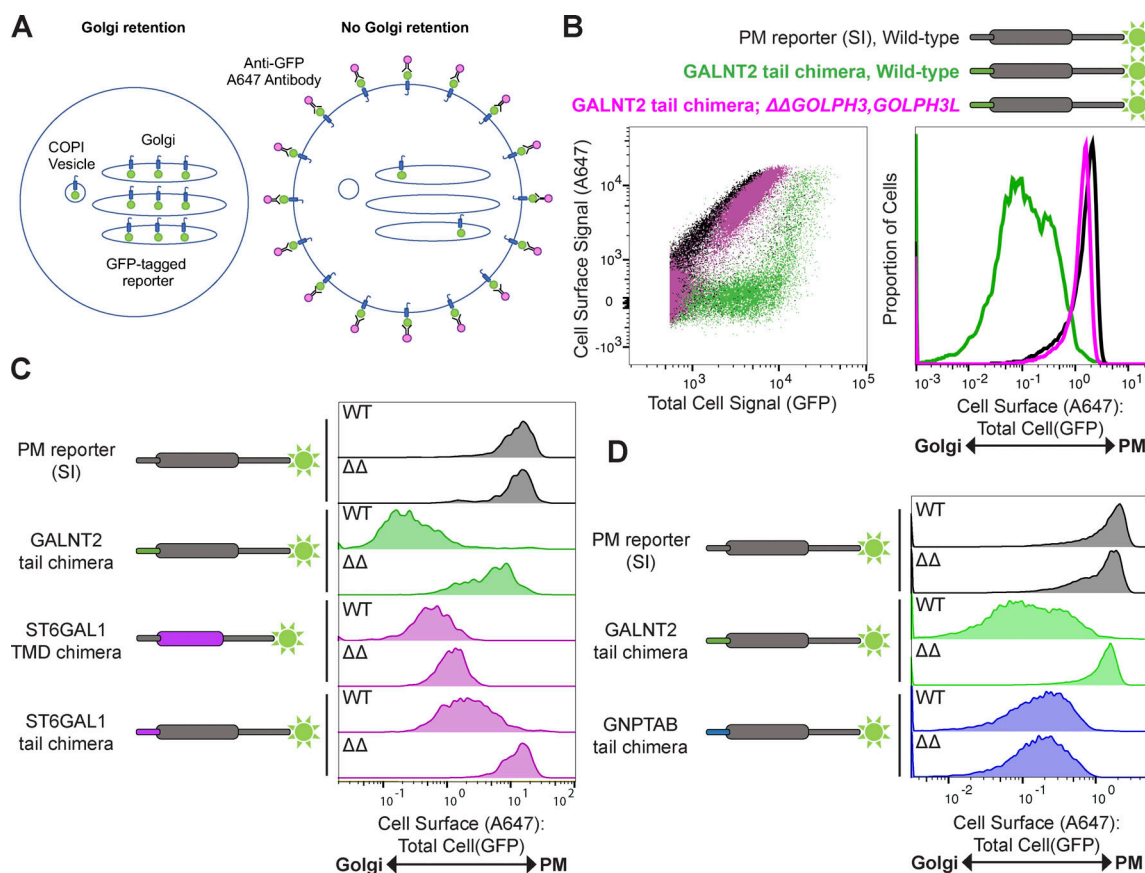 A
Golgi retention
No Golgi retention
Anti-GFP
A647 Antibody
COPI
Vesicle
Golgi
GFP-tagged
reporter
B
PM reporter (SI), Wild-type
GALNT2 tail chimera, Wild-type
GALNT2 tail chimera; ΔΔGOLPH3,GOLPH3L
Cell Surface Signal (A647)
10⁴
10³
0
-10³
10³
10⁴
10⁵
Total Cell Signal (GFP)
Proportion of Cells
10⁻³
10⁻²
10⁻¹
10⁰
10
Cell Surface (A647):
Total Cell(GFP)
Golgi
PM
C
PM reporter
(SI)
WT
ΔΔ
GALNT2
tail chimera
WT
ΔΔ
ST6GAL1
TMD chimera
WT
ΔΔ
ST6GAL1
tail chimera
WT
ΔΔ
10⁻¹
10⁰
10¹
10²
Cell Surface (A647):
Total Cell(GFP)
Golgi
PM
D
PM reporter
(SI)
WT
ΔΔ
GALNT2
tail chimera
WT
ΔΔ
GNPTAB
tail chimera
WT
ΔΔ
10⁻²
10⁻¹
10⁰
Cell Surface (A647):
Total Cell(GFP)
Golgi
PM